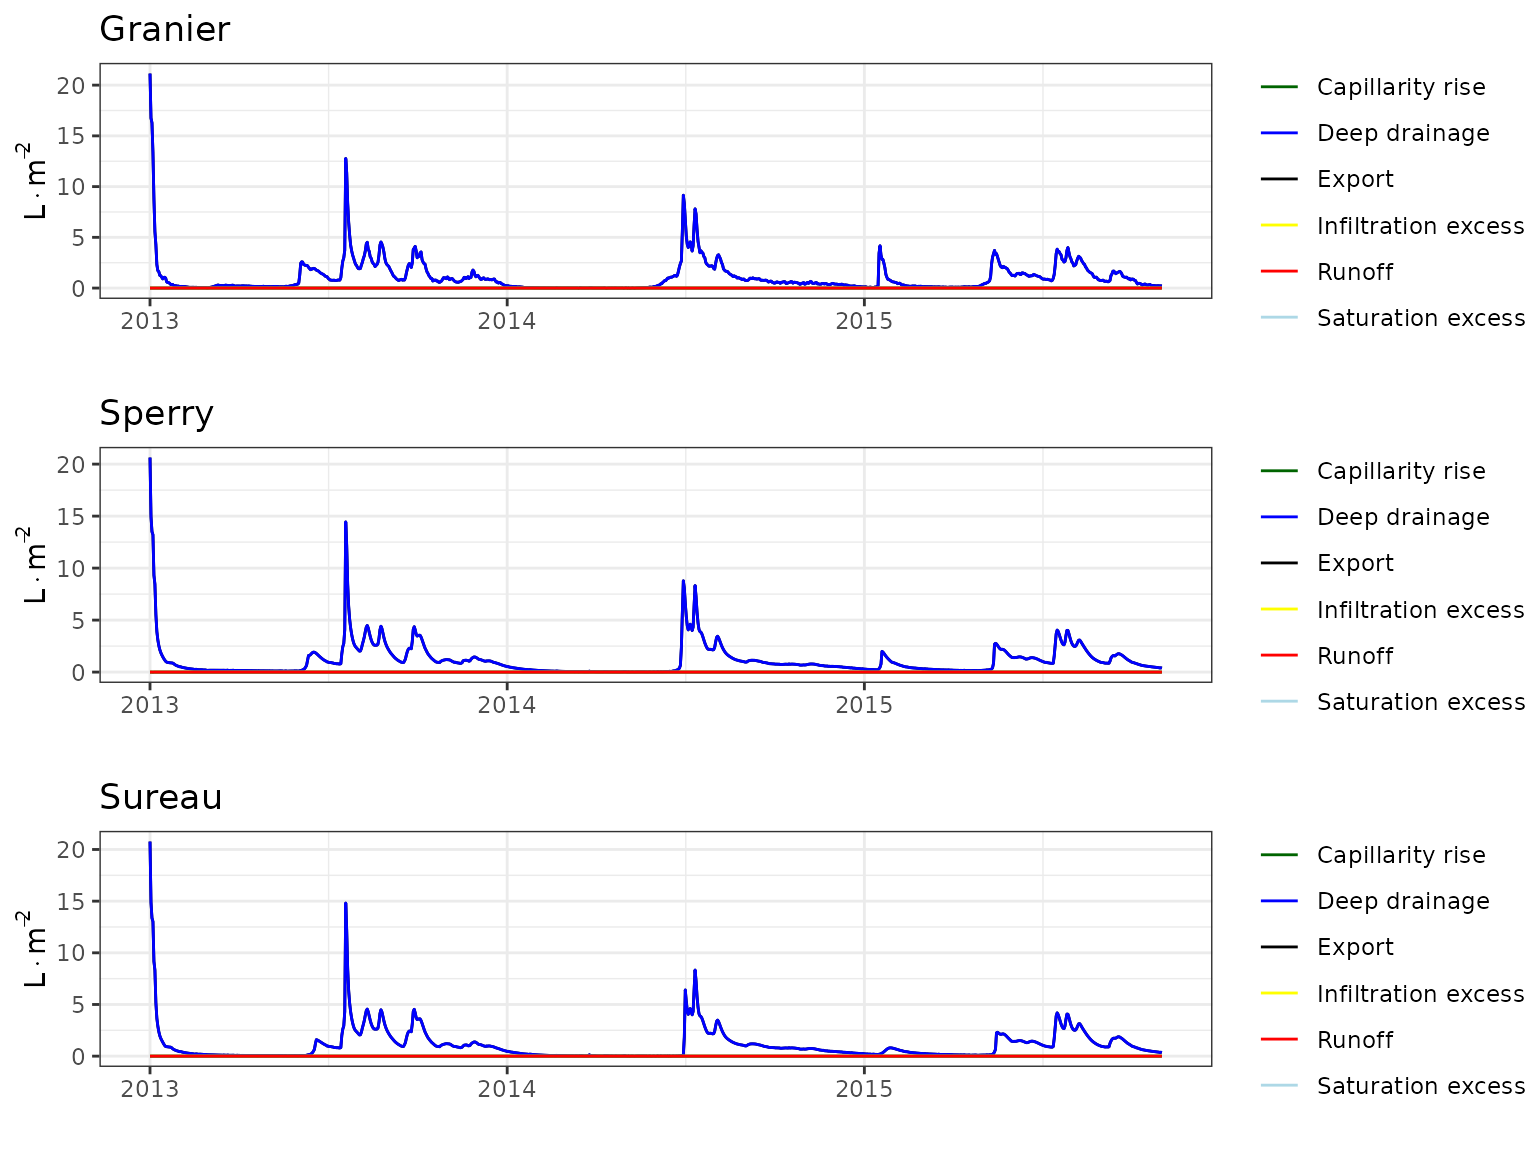 Granier
L · m⁻²
20
15
10
5
0
2013 2014 2015
Capillarity rise
Deep drainage
Export
Infiltration excess
Runoff
Saturation excess
Sperry
L · m⁻²
20
15
10
5
0
2013 2014 2015
Capillarity rise
Deep drainage
Export
Infiltration excess
Runoff
Saturation excess
Sureau
L · m⁻²
20
15
10
5
0
2013 2014 2015
Capillarity rise
Deep drainage
Export
Infiltration excess
Runoff
Saturation excess